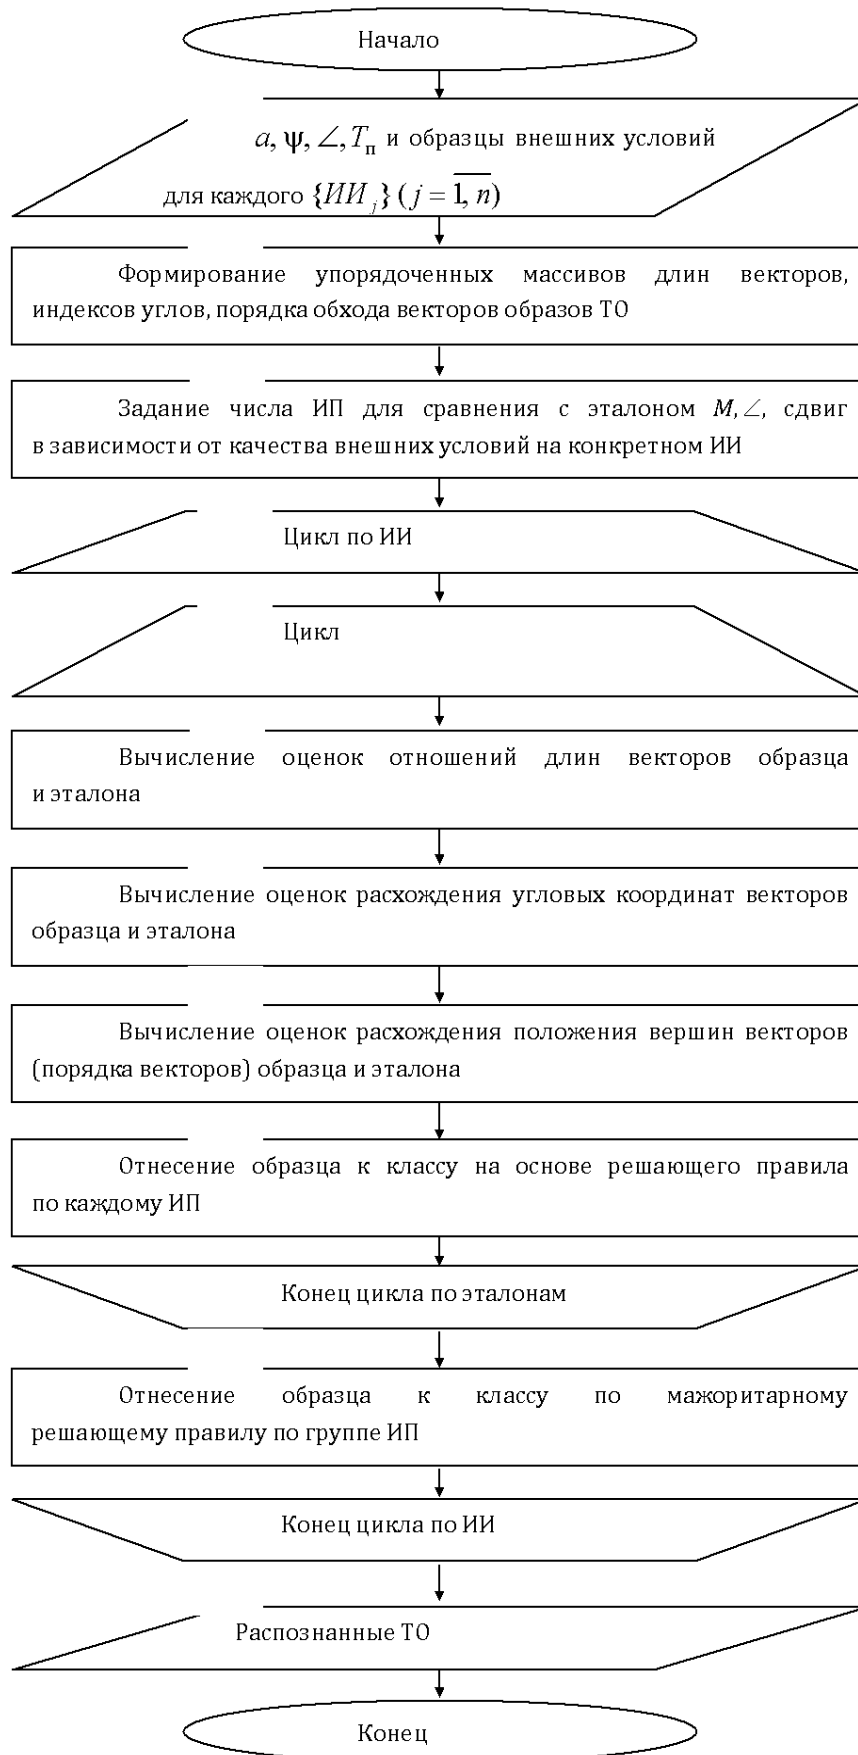 Начало
a, ψ, ∠, Tп и образцы внешних условий
для каждого {ИИj} (j = 1, n)
Формирование упорядоченных массивов длин векторов,
индексов углов, порядка обхода векторов образов ТО
Задание числа ИП для сравнения с эталоном M, ∠, сдвиг
в зависимости от качества внешних условий на конкретном ИИ
Цикл по ИИ
Цикл
Вычисление оценок отношений длин векторов образца
и эталона
Вычисление оценок расхождения угловых координат векторов
образца и эталона
Вычисление оценок расхождения положения вершин векторов
(порядка векторов) образца и эталона
Отнесение образца к классу на основе решающего правила
по каждому ИП
Конец цикла по эталонам
Отнесение образца к классу по мажоритарному
решающему правилу по группе ИП
Конец цикла по ИИ
Распознанные ТО
Конец